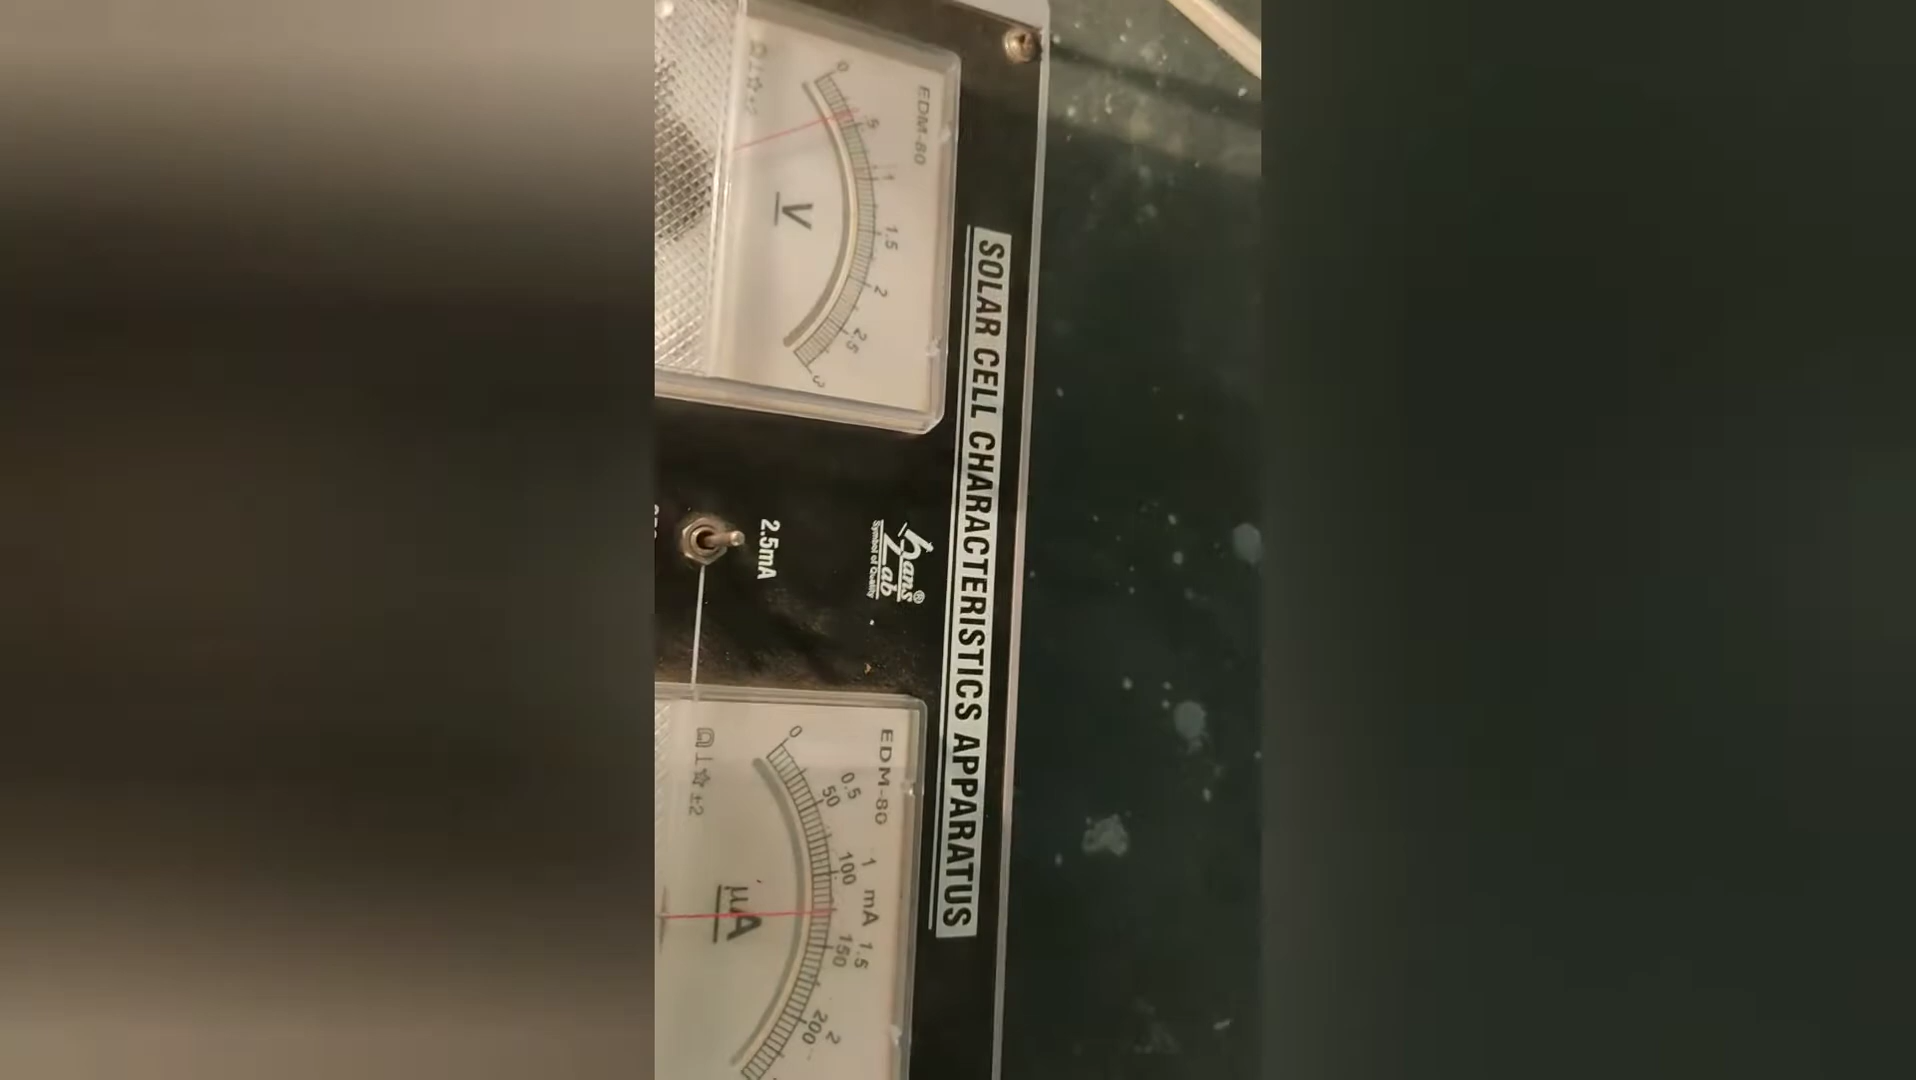 SOLAR CELL CHARACTERISTICS APPARATUS
EDM-80
0 .5 1 1.5 2 2.5 3
V
Hans®
Lab
Symbol of Quality
2.5mA
EDM-80
0.5 1 mA 1.5 2
0 50 100 150 200
µA
±2